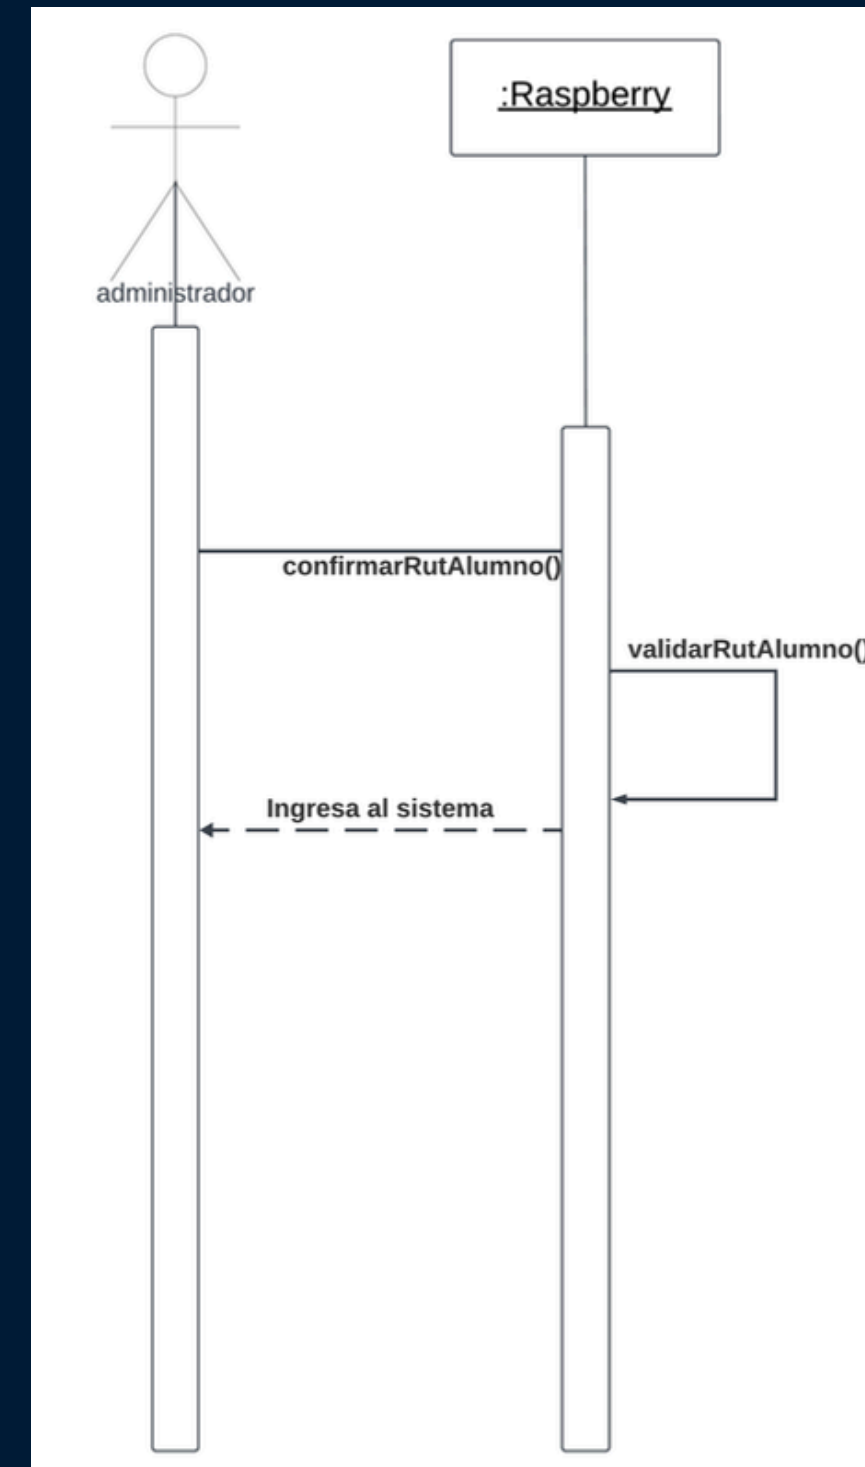 :Raspberry
administrador
confirmarRutAlumno()
validarRutAlumno()
Ingresa al sistema